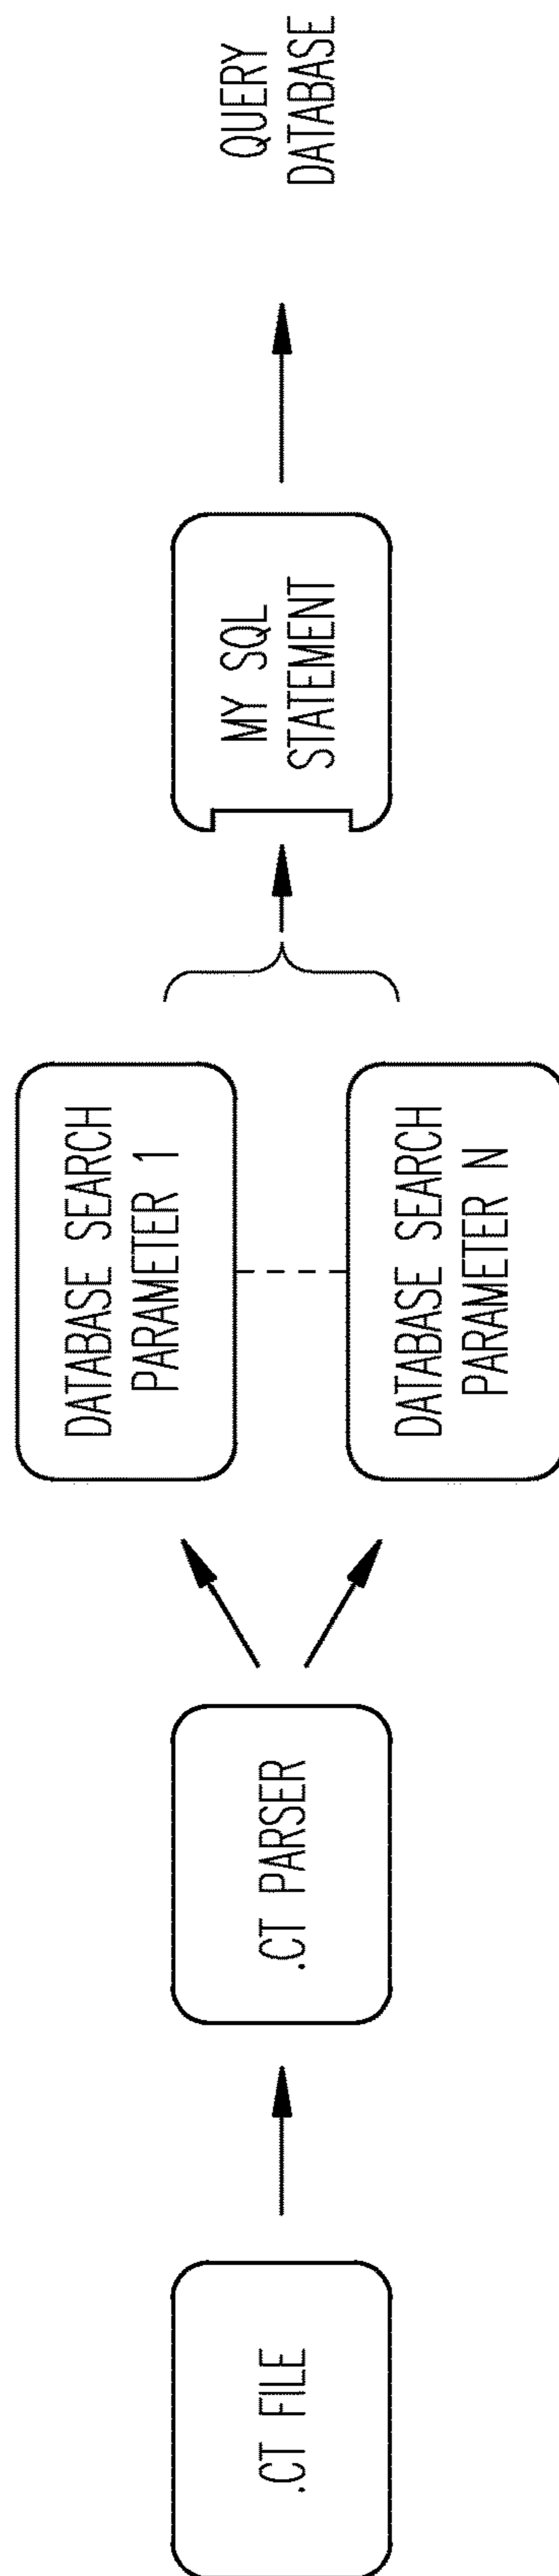 .CT FILE
.CT PARSER
DATABASE SEARCH
PARAMETER 1
DATABASE SEARCH
PARAMETER N
MY SQL
STATEMENT
QUERY
DATABASE